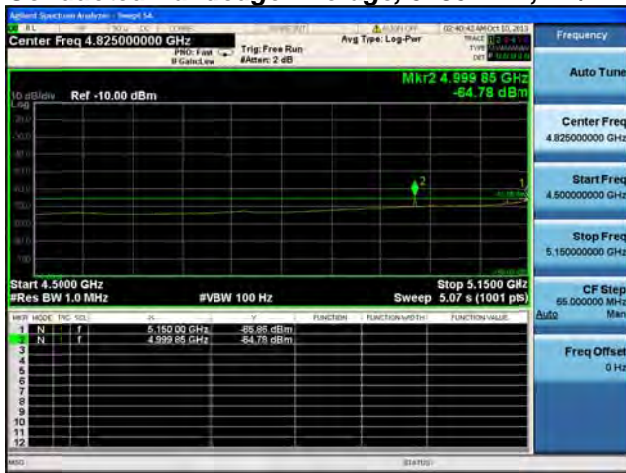 Agilent Spectrum Analyzer - Swept SA
Center Freq 4.825000000 GHz
PNO: Fast
IFGain:Low
Trig: Free Run
#Atten: 2 dB
Avg Type: Log-Pwr
02:40:42 AM Oct 10, 2013
TRACE
TYPE
DET
Frequency
Mkr2 4.999 85 GHz
-64.78 dBm
10 dB/div Ref -10.00 dBm
Log
Auto Tune
Center Freq
4.825000000 GHz
Start Freq
4.500000000 GHz
Stop Freq
5.150000000 GHz
2
1
Start 4.5000 GHz
Stop 5.1500 GHz
#Res BW 1.0 MHz
#VBW 100 Hz
Sweep 5.07 s (1001 pts)
CF Step
65.000000 MHz
Auto Man
Freq Offset
0 Hz
MKR MODE TRC SCL X Y FUNCTION FUNCTION WIDTH FUNCTION VALUE
1 N f 5.150 00 GHz -65.86 dBm
2 N f 4.999 85 GHz -64.78 dBm
3
4
5
6
7
8
9
10
11
12
MSG
STATUS